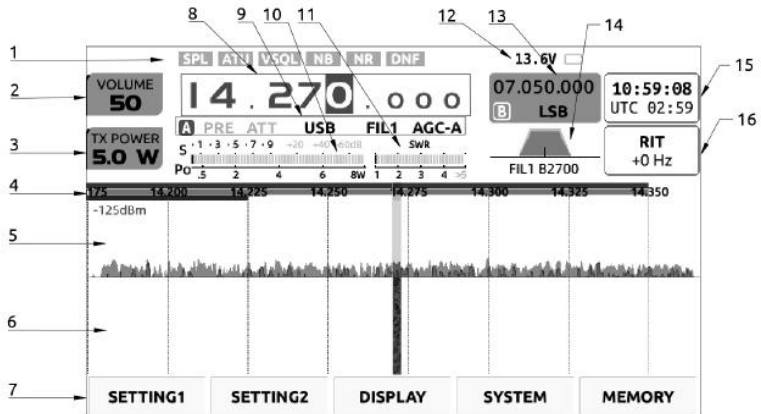 8 9 10 11 12 13 14
1 SPL ATU VSQL NB NR DNF 13.6V
2 VOLUME
50
14.270.000
07.050.000
B LSB
10:59:08
UTC 02:59
15
A PRE ATT USB FIL1 AGC-A
3 TX POWER
5.0 W
S 1 ·3 ·5 ·7 ·9 +20 +40 +60dB SWR
Po .5 2 4 6 8W 1 2 3 4 >5
FIL1 B2700
RIT
+0 Hz
16
4 175 14.200 14.225 14.250 14.275 14.300 14.325 14.350
-125dBm
5
6
7 SETTING1 SETTING2 DISPLAY SYSTEM MEMORY